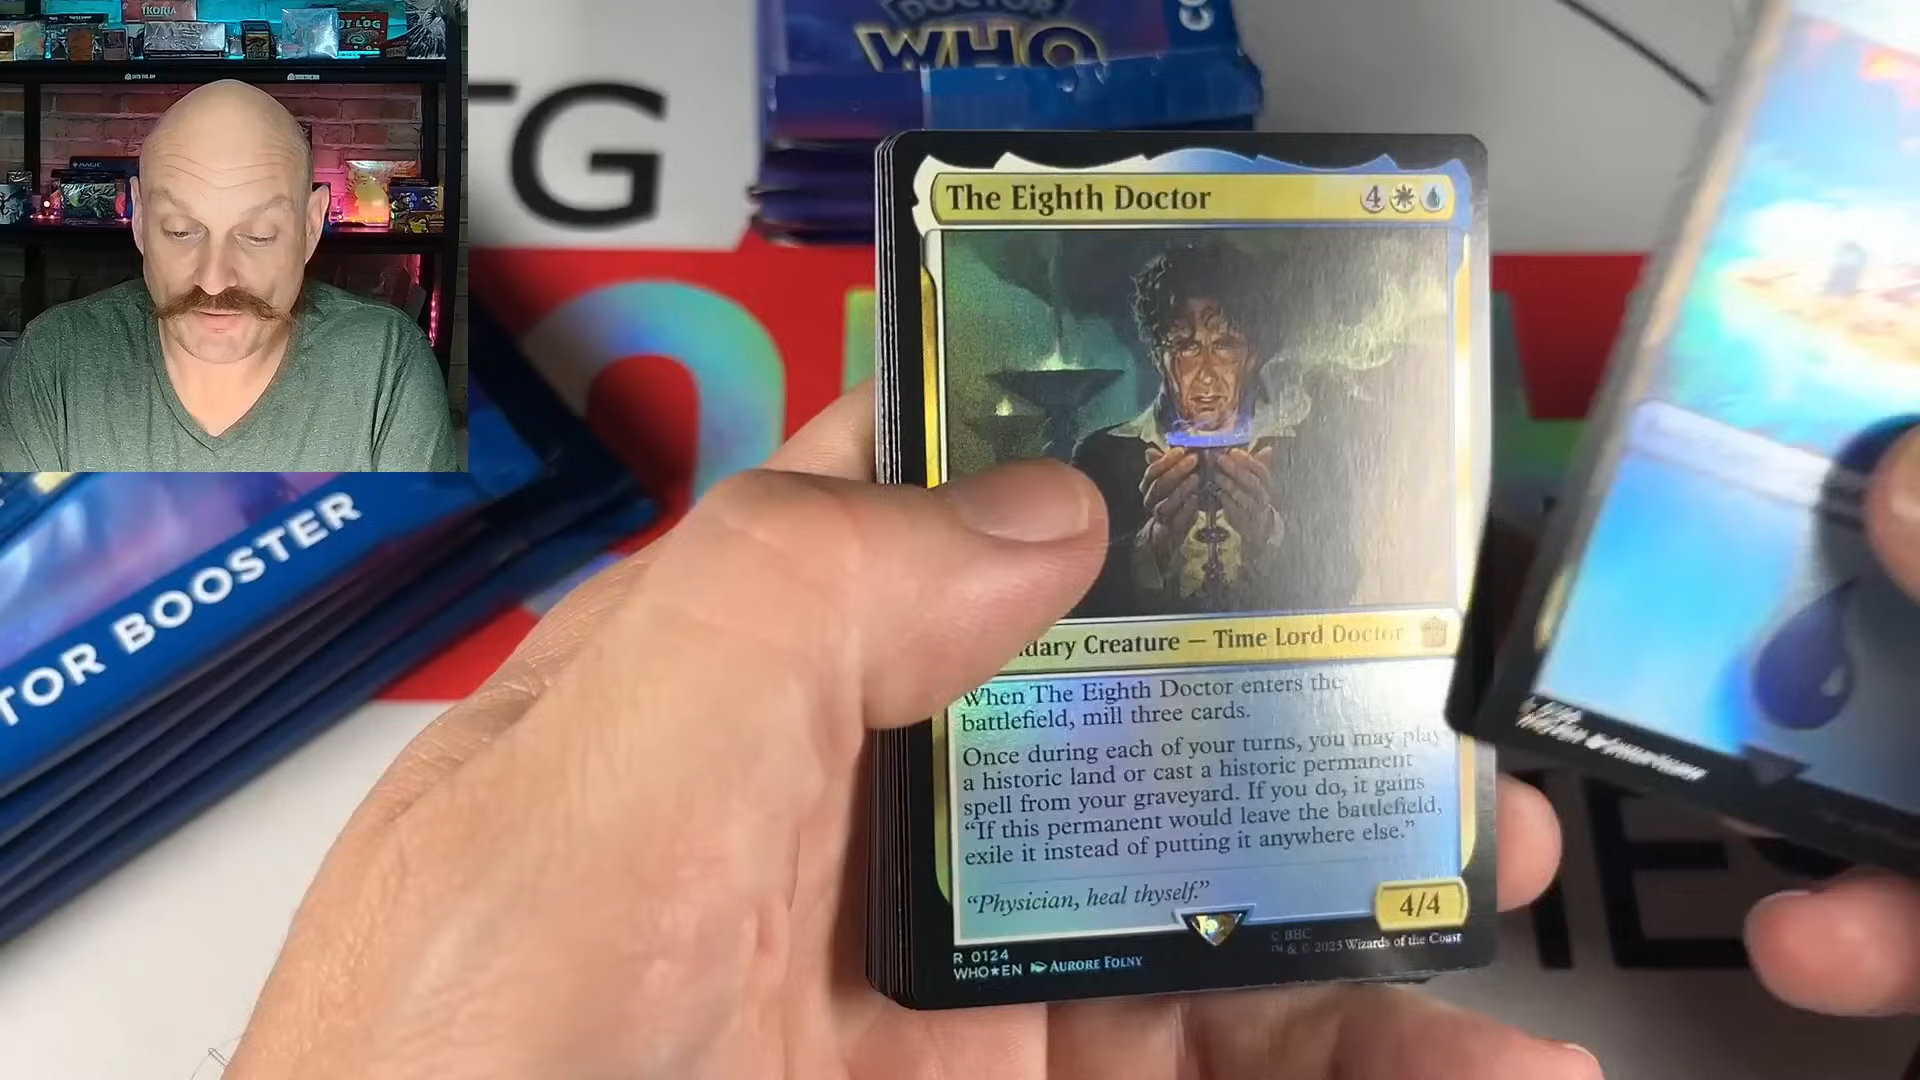 IKORIA
DOCTOR
WHO
CO
TG
The Eighth Doctor 4
dary Creature — Time Lord Doctor
When The Eighth Doctor enters the
battlefield, mill three cards.
Once during each of your turns, you may play
a historic land or cast a historic permanent
spell from your graveyard. If you do, it gains
“If this permanent would leave the battlefield,
exile it instead of putting it anywhere else.”
“Physician, heal thyself.”
4/4
R 0124
WHO★EN AURORE FOLNY
© BBC
™ & © 2023 Wizards of the Coast
TOR BOOSTER